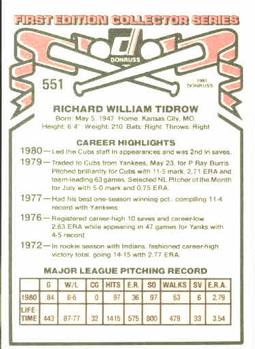 FIRST EDITION COLLECTOR SERIES
DONRUSS
551
1981
DONRUSS
RICHARD WILLIAM TIDROW
Born: May 5, 1947 Home: Kansas City, MO.
Height: 6'4" Weight: 210 Bats: Right Throws: Right
CAREER HIGHLIGHTS
1980— Led the Cubs staff in appearances and was 2nd in saves.
1979— Traded to Cubs from Yankees, May 23, for P Ray Burris
Pitched brilliantly for Cubs with 11-5 mark, 2.71 ERA and
team-leading 63 games. Selected NL Pitcher of the Month
for July with 5-0 mark and 0.75 ERA.
1977— Had his best one-season winning pct., compiling 11-4
record with Yankees.
1976— Registered career-high 10 saves and career-low
2.63 ERA while appearing in 47 games for Yanks with
4-5 record.
1972— In rookie season with Indians, fashioned career-high
victory total, going 14-15 with 2.77 ERA.
MAJOR LEAGUE PITCHING RECORD
G W/L CG HITS E.R. SO WALKS SV E.R.A.
1980 84 6-5 0 97 36 97 53 6 2.79
LIFE TIME 443 87-77 32 1415 575 800 479 33 3.54